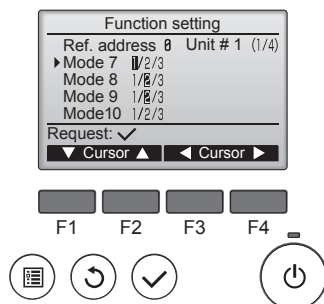 Function setting
Ref. address 0 Unit # 1 (1/4)
Mode 7 1/2/3
Mode 8 1/2/3
Mode 9 1/2/3
Mode10 1/2/3
Request: ✓
▼ Cursor ▲ ◀ Cursor ▶
F1 F2 F3 F4